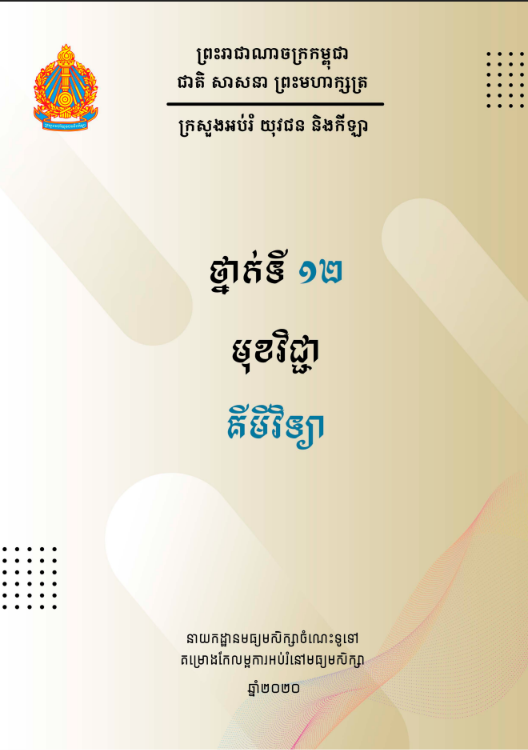 ព្រះរាជាណាចក្រកម្ពុជា
ជាតិ សាសនា ព្រះមហាក្សត្រ
ក្រសួងអប់រំ យុវជន និងកីឡា
ថ្នាក់ទី ១២
មុខវិជ្ជា
គីមីវិទ្យា
នាយកដ្ឋានមធ្យមសិក្សាចំណេះទូទៅ
គម្រោងកែលម្អការអប់រំនៅមធ្យមសិក្សា
ឆ្នាំ២០២០